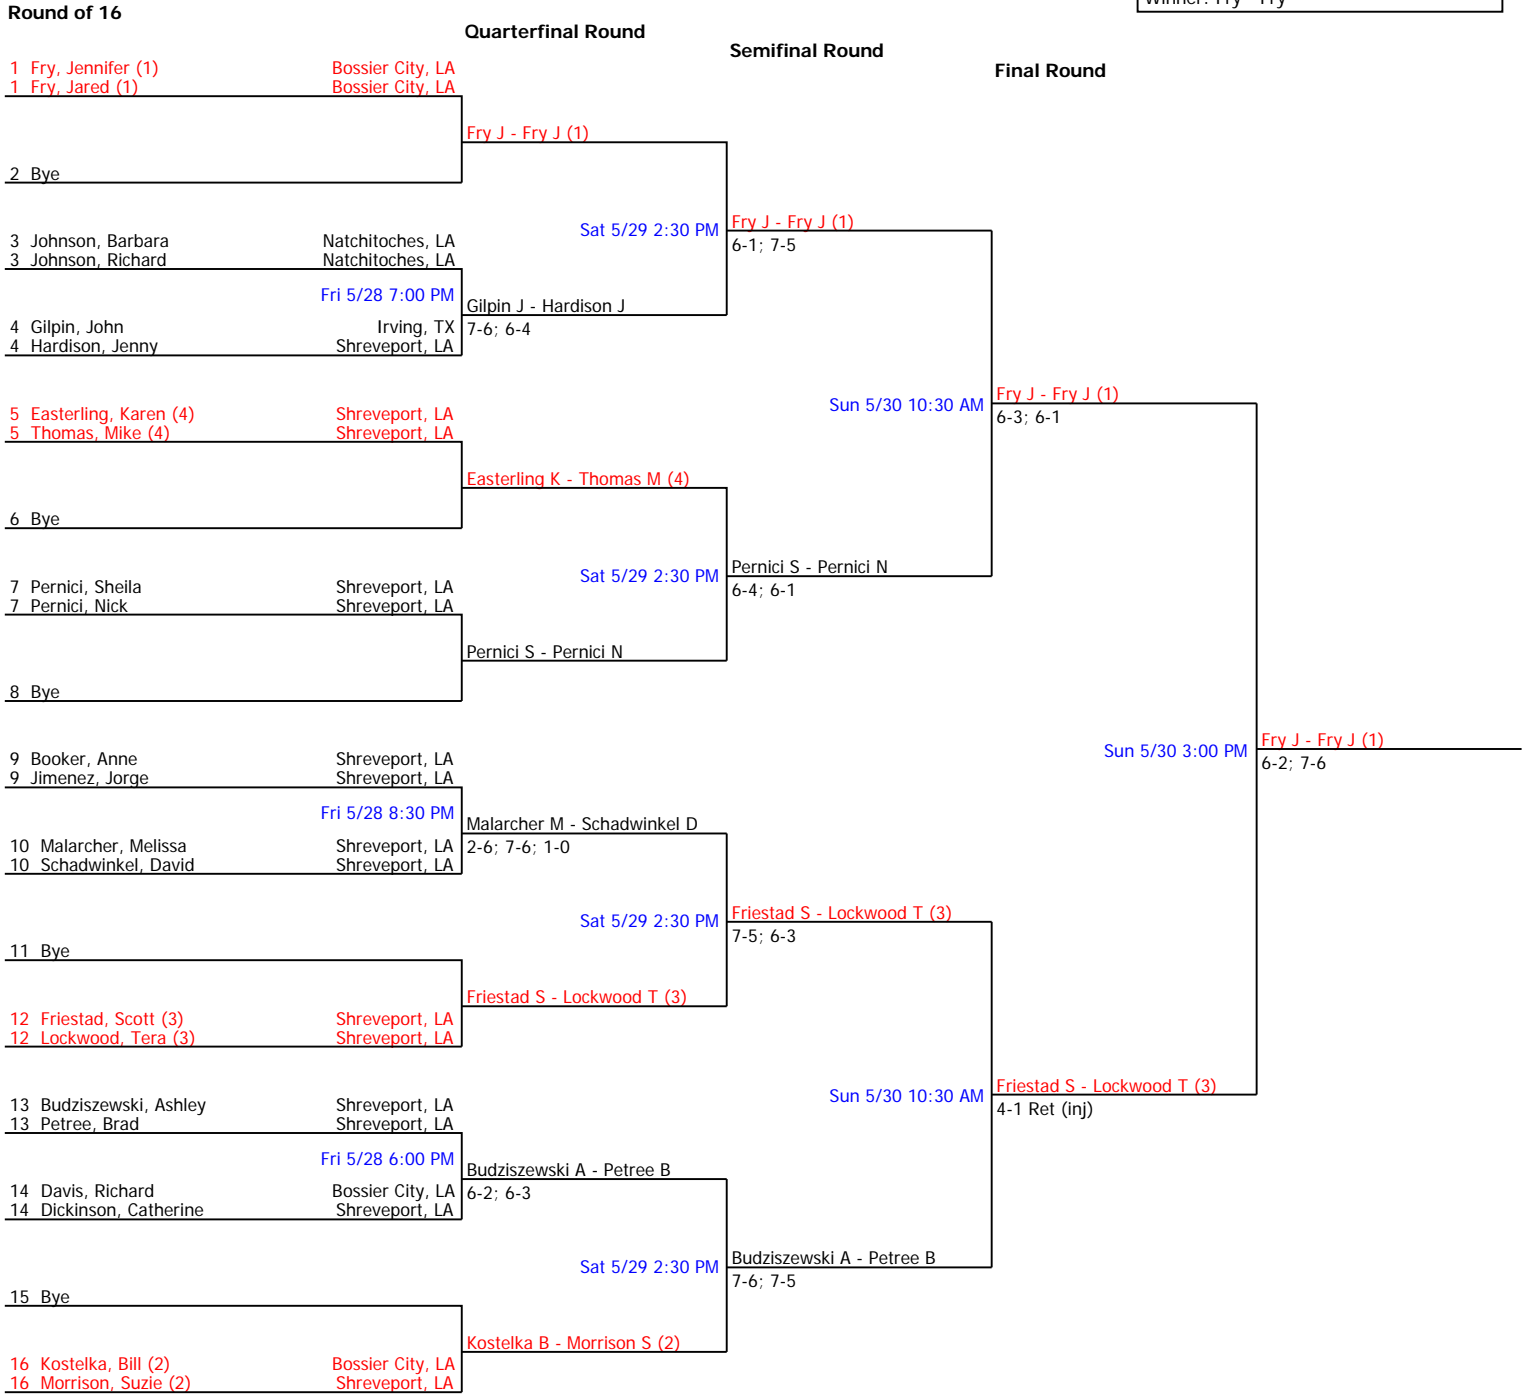 Winner: Fry - Fry
Round of 16
Quarterfinal Round
Semifinal Round
Final Round
1 Fry, Jennifer (1) Bossier City, LA
1 Fry, Jared (1) Bossier City, LA
Fry J - Fry J (1)
2 Bye
Sat 5/29 2:30 PM
Fry J - Fry J (1)
6-1; 7-5
3 Johnson, Barbara Natchitoches, LA
3 Johnson, Richard Natchitoches, LA
Fri 5/28 7:00 PM
Gilpin J - Hardison J
7-6; 6-4
4 Gilpin, John Irving, TX
4 Hardison, Jenny Shreveport, LA
Sun 5/30 10:30 AM
Fry J - Fry J (1)
6-3; 6-1
5 Easterling, Karen (4) Shreveport, LA
5 Thomas, Mike (4) Shreveport, LA
Easterling K - Thomas M (4)
6 Bye
Sat 5/29 2:30 PM
Pernici S - Pernici N
6-4; 6-1
7 Pernici, Sheila Shreveport, LA
7 Pernici, Nick Shreveport, LA
Pernici S - Pernici N
8 Bye
Sun 5/30 3:00 PM
Fry J - Fry J (1)
6-2; 7-6
9 Booker, Anne Shreveport, LA
9 Jimenez, Jorge Shreveport, LA
Fri 5/28 8:30 PM
Malarcher M - Schadwinkel D
2-6; 7-6; 1-0
10 Malarcher, Melissa Shreveport, LA
10 Schadwinkel, David Shreveport, LA
Sat 5/29 2:30 PM
Friestad S - Lockwood T (3)
7-5; 6-3
11 Bye
Friestad S - Lockwood T (3)
12 Friestad, Scott (3) Shreveport, LA
12 Lockwood, Tera (3) Shreveport, LA
Sun 5/30 10:30 AM
Friestad S - Lockwood T (3)
4-1 Ret (inj)
13 Budziszewski, Ashley Shreveport, LA
13 Petree, Brad Shreveport, LA
Fri 5/28 6:00 PM
Budziszewski A - Petree B
6-2; 6-3
14 Davis, Richard Bossier City, LA
14 Dickinson, Catherine Shreveport, LA
Sat 5/29 2:30 PM
Budziszewski A - Petree B
7-6; 7-5
15 Bye
Kostelka B - Morrison S (2)
16 Kostelka, Bill (2) Bossier City, LA
16 Morrison, Suzie (2) Shreveport, LA